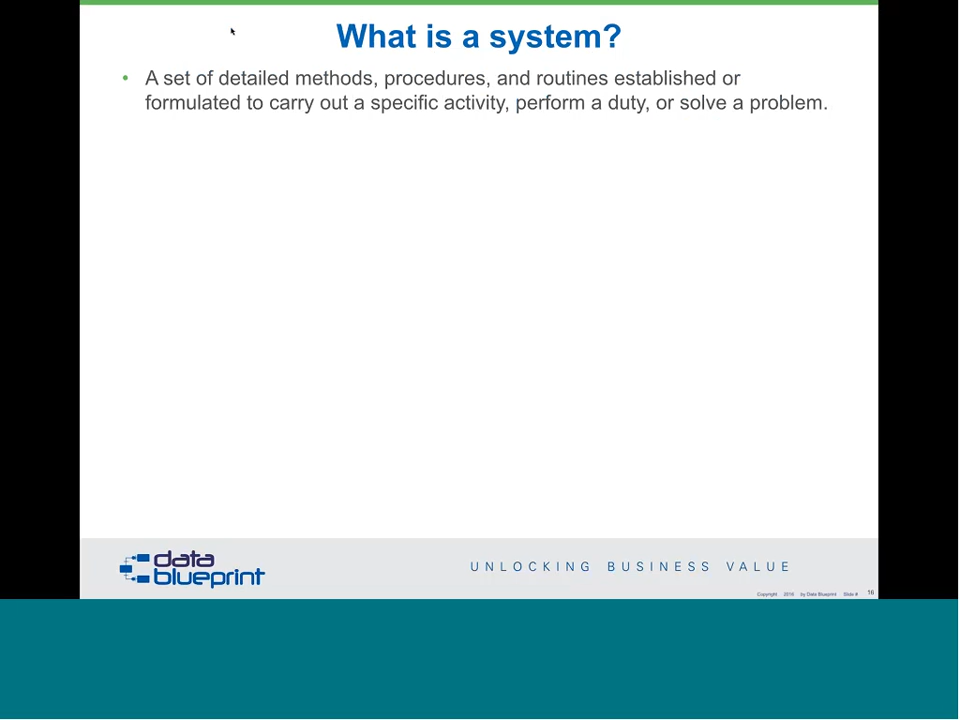 What is a system?
• A set of detailed methods, procedures, and routines established or
formulated to carry out a specific activity, perform a duty, or solve a problem.
data
blueprint
UNLOCKING BUSINESS VALUE
Copyright 2018 by Data Blueprint Slide # 16